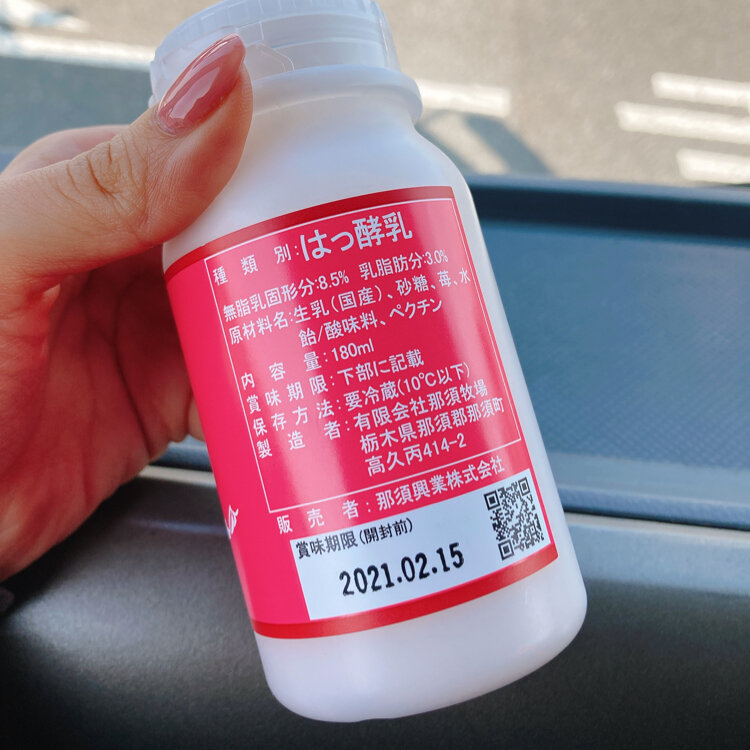 種類別:はっ酵乳
無脂乳固形分:8.5% 乳脂肪分:3.0%
原材料名:生乳(国産)、砂糖、苺、水
飴/酸味料、ペクチン
内容量:180ml
賞味期限:下部に記載
保存方法:要冷蔵(10℃以下)
製造者:有限会社那須牧場
栃木県那須郡那須町
高久丙414-2
販売者:那須興業株式会社
賞味期限(開封前)
2021.02.15